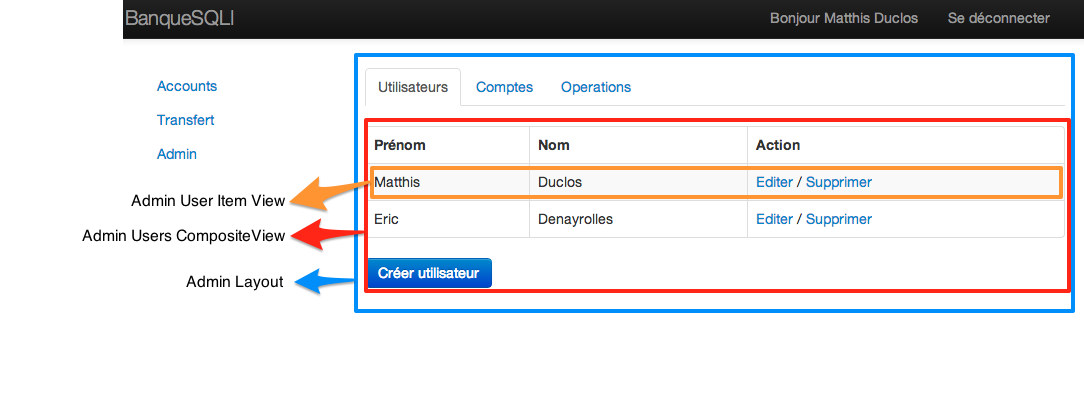 BanqueSQLI Bonjour Matthis Duclos Se déconnecter
Accounts
Transfert
Admin
Utilisateurs Comptes Operations
Prénom Nom Action
Matthis Duclos Editer / Supprimer
Eric Denayrolles Editer / Supprimer
Créer utilisateur
Admin User Item View
Admin Users CompositeView
Admin Layout